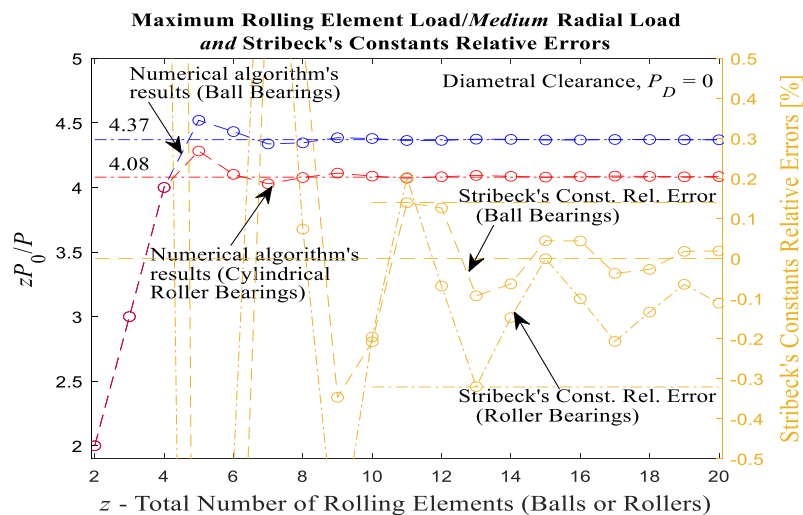 Maximum Rolling Element Load/Medium Radial Load
and Stribeck's Constants Relative Errors
Numerical algorithm's
results (Ball Bearings)
Diametral Clearance, P_D = 0
4.37
4.08
Stribeck's Const. Rel. Error
(Ball Bearings)
Numerical algorithm's
results (Cylindrical
Roller Bearings)
Stribeck's Const. Rel. Error
(Roller Bearings)
zP_0/P
5
4.5
4
3.5
3
2.5
2
2 4 6 8 10 12 14 16 18 20
z - Total Number of Rolling Elements (Balls or Rollers)
0.5
0.4
0.3
0.2
0.1
0
-0.1
-0.2
-0.3
-0.4
-0.5
Stribeck's Constants Relative Errors [%]